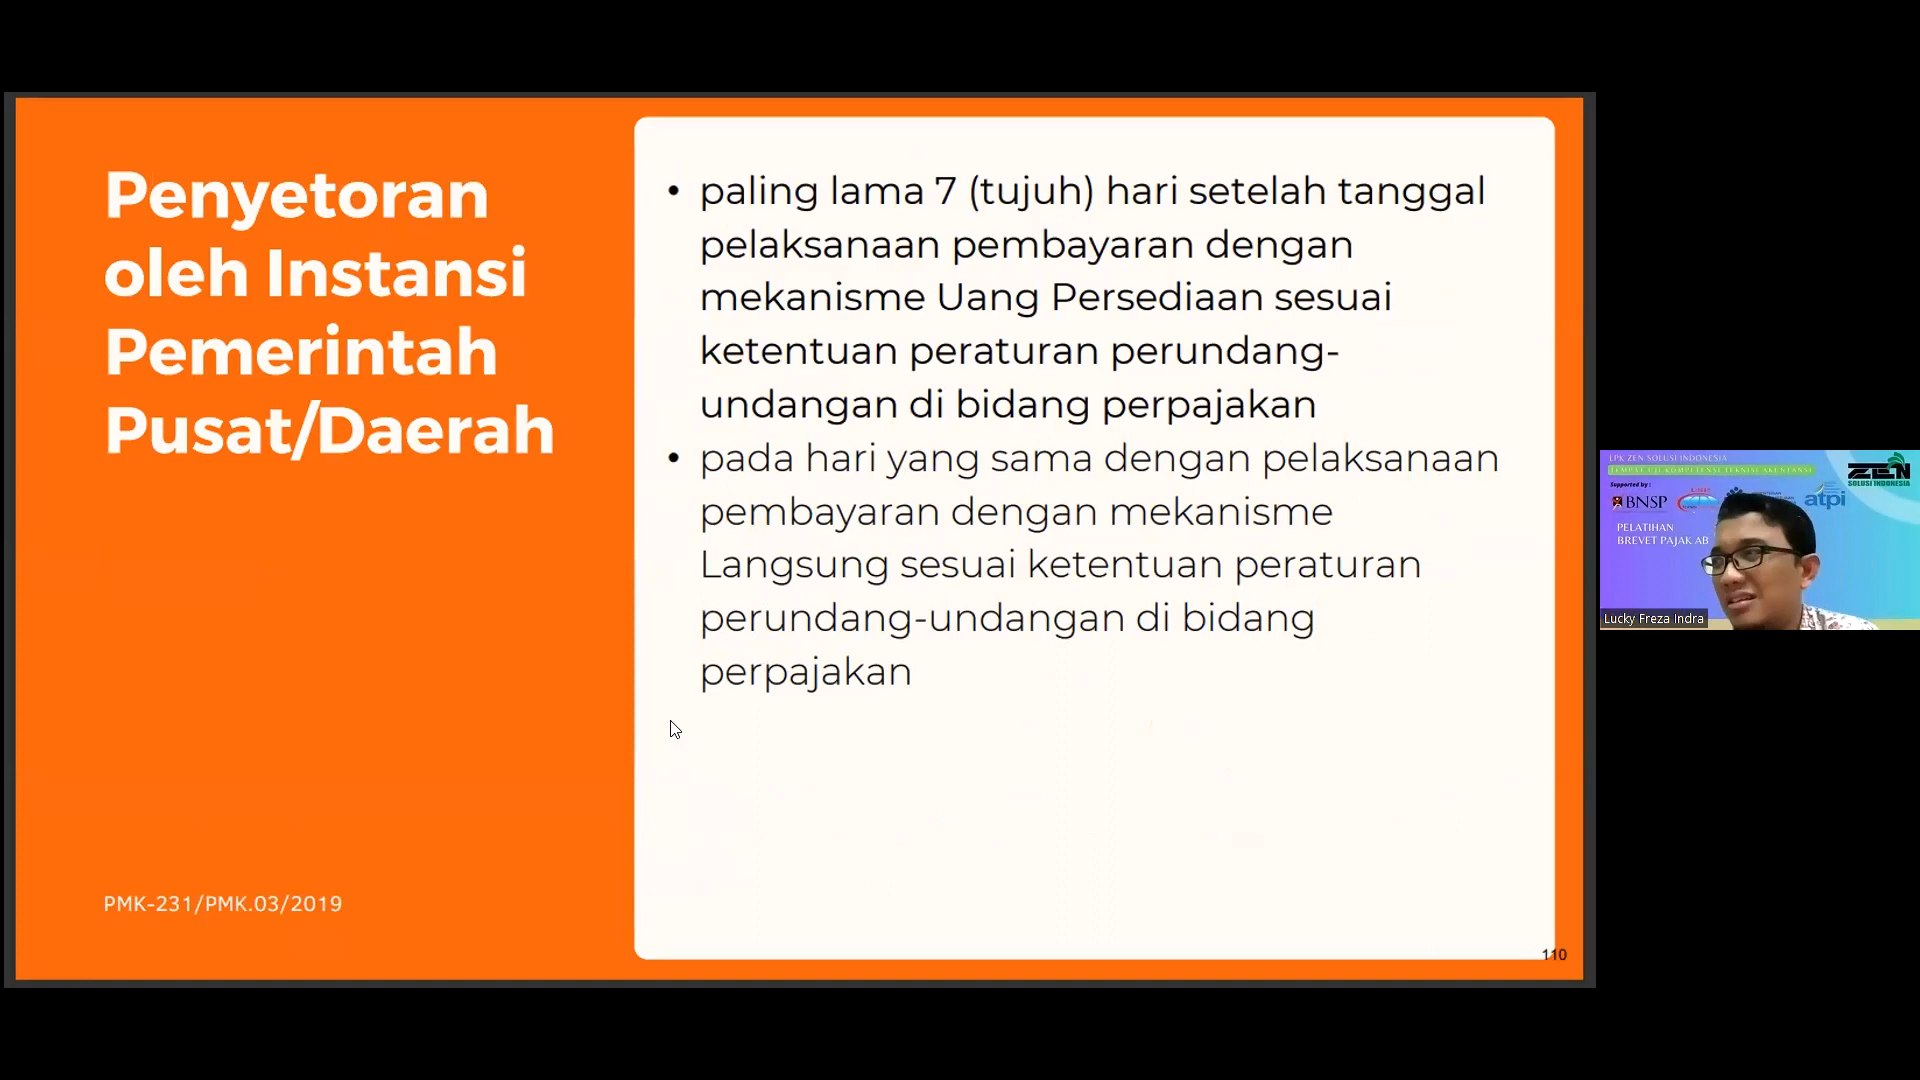 Penyetoran
oleh Instansi
Pemerintah
Pusat/Daerah
PMK-231/PMK.03/2019
• paling lama 7 (tujuh) hari setelah tanggal
pelaksanaan pembayaran dengan
mekanisme Uang Persediaan sesuai
ketentuan peraturan perundang-
undangan di bidang perpajakan
• pada hari yang sama dengan pelaksanaan
pembayaran dengan mekanisme
Langsung sesuai ketentuan peraturan
perundang-undangan di bidang
perpajakan
110
LPK ZEN SOLUSI INDONESIA
TEMPAT UJI KOMPETENSI TEKNISI AKUNTANSI
Supported by :
BNSP
atpi
ZEN
SOLUSI INDONESIA
PELATIHAN
BREVET PAJAK AB
Lucky Freza Indra